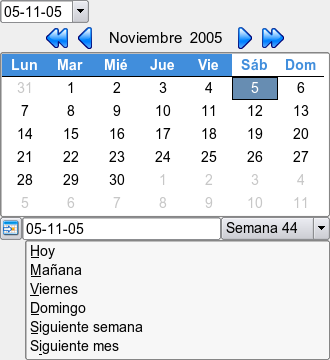 05-11-05
Noviembre 2005
Lun Mar Mié Jue Vie Sáb Dom
31 1 2 3 4 5 6
7 8 9 10 11 12 13
14 15 16 17 18 19 20
21 22 23 24 25 26 27
28 29 30 1 2 3 4
5 6 7 8 9 10 11
05-11-05 Semana 44
Hoy
Mañana
Viernes
Domingo
Siguiente semana
Siguiente mes